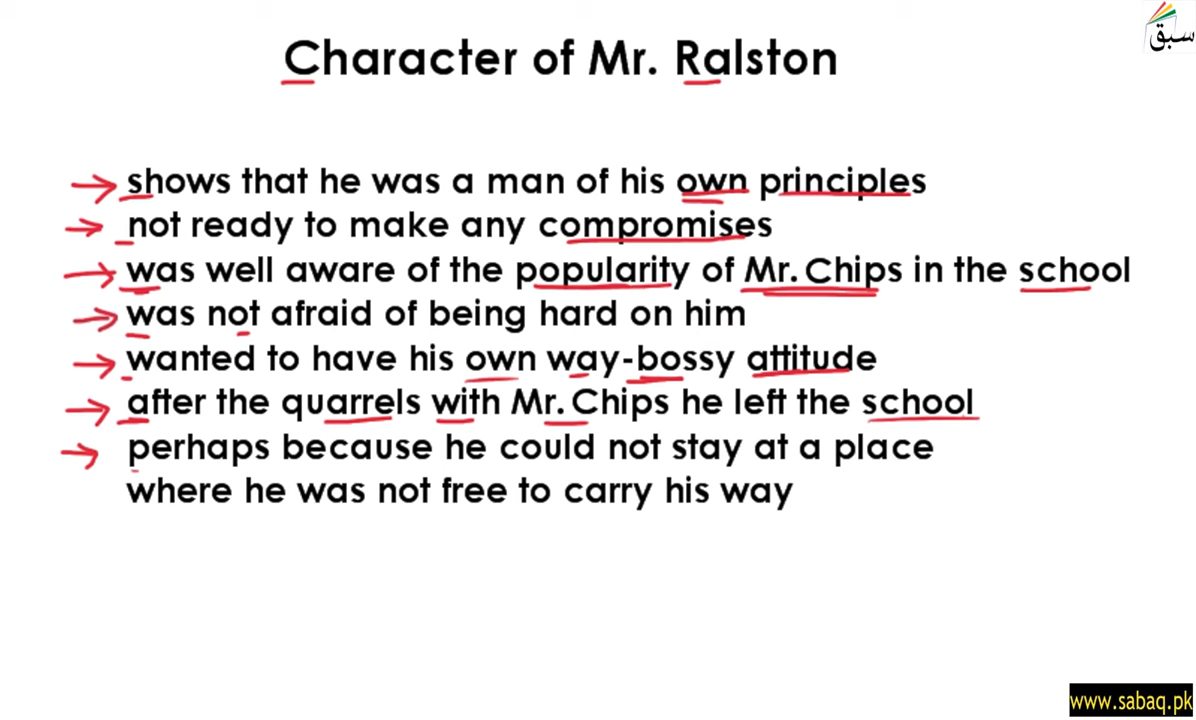 سبق
Character of Mr. Ralston
shows that he was a man of his own principles
not ready to make any compromises
was well aware of the popularity of Mr. Chips in the school
was not afraid of being hard on him
wanted to have his own way-bossy attitude
after the quarrels with Mr. Chips he left the school
perhaps because he could not stay at a place
where he was not free to carry his way
www.sabaq.pk